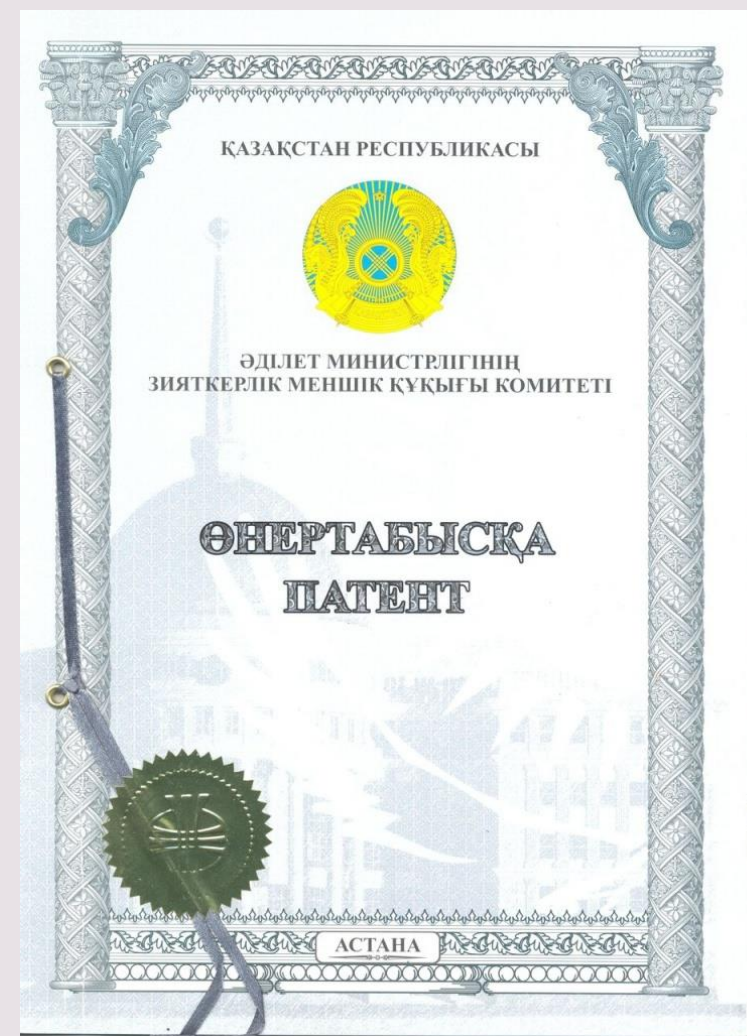 ҚАЗАҚСТАН РЕСПУБЛИКАСЫ
ӘДІЛЕТ МИНИСТРЛІГІНІҢ
ЗИЯТКЕРЛІК МЕНШІК ҚҰҚЫҒЫ КОМИТЕТІ
ӨНЕРТАБЫСҚА
ПАТЕНТ
АСТАНА